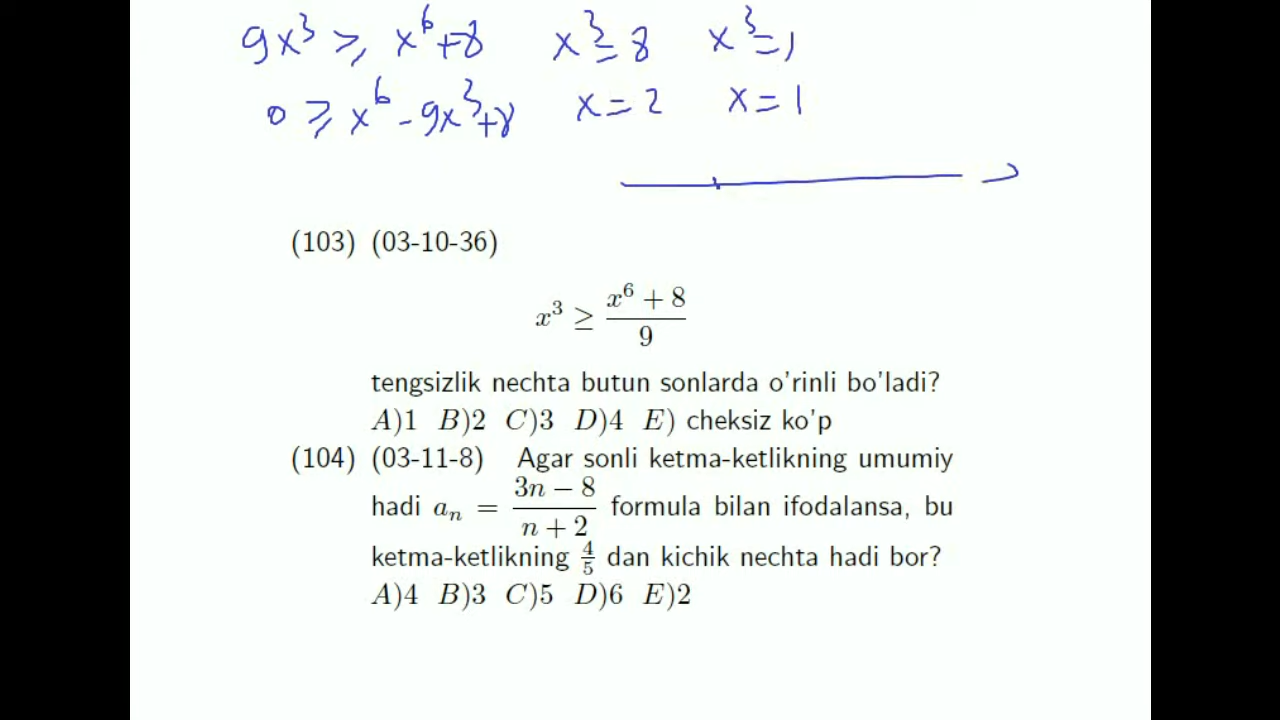 9x³ ≥ x⁶+8 x³=8 x³=1
0 ≥ x⁶-9x³+8 x=2 x=1
(103) (03-10-36)
x³ ≥ (x⁶ + 8)/9
tengsizlik nechta butun sonlarda o'rinli bo'ladi?
A)1 B)2 C)3 D)4 E) cheksiz ko'p
(104) (03-11-8) Agar sonli ketma-ketlikning umumiy
hadi aₙ = (3n − 8)/(n + 2) formula bilan ifodalansa, bu
ketma-ketlikning 4/5 dan kichik nechta hadi bor?
A)4 B)3 C)5 D)6 E)2